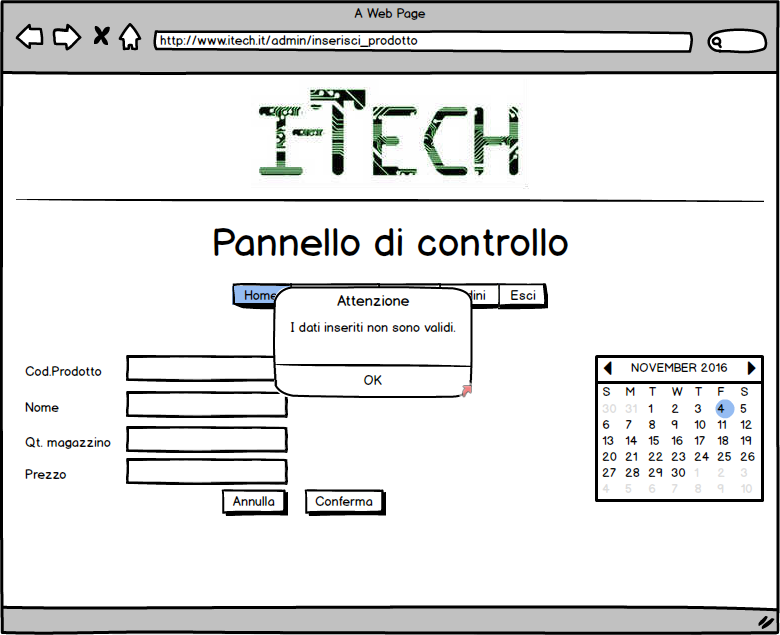 A Web Page
http://www.itech.it/admin/inserisci_prodotto
I-TECH
Pannello di controllo
Home
Esci
Attenzione
I dati inseriti non sono validi.
OK
Cod.Prodotto
Nome
Qt. magazzino
Prezzo
Annulla Conferma
NOVEMBER 2016
S M T W T F S
30 31 1 2 3 4 5
6 7 8 9 10 11 12
13 14 15 16 17 18 19
20 21 22 23 24 25 26
27 28 29 30 1 2 3
4 5 6 7 8 9 10